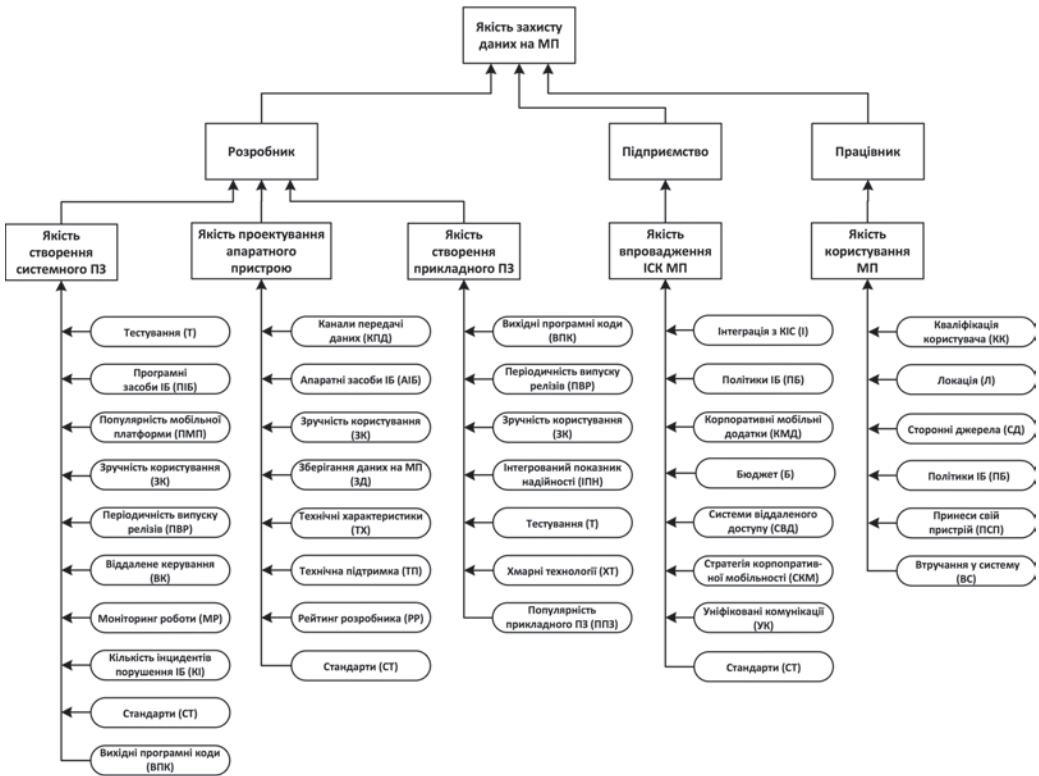 Якість захисту
даних на МП
Розробник
Підприємство
Працівник
Якість
створення
системного ПЗ
Якість проектування
апаратного
пристрою
Якість
створення
прикладного ПЗ
Якість
впровадження
ІСК МП
Якість
користування
МП
Тестування (Т)
Програмні
засоби ІБ (ПІБ)
Популярність мобільної
платформи (ПМП)
Зручність користування
(ЗК)
Періодичність випуску
релізів (ПВР)
Віддалене керування
(ВК)
Моніторинг роботи (МР)
Кількість інцидентів
порушення ІБ (КІ)
Стандарти (СТ)
Вихідні програмні коди
(ВПК)
Канали передачі
даних (КПД)
Апаратні засоби ІБ (АІБ)
Зручність користування
(ЗК)
Зберігання даних на МП
(ЗД)
Технічні характеристики
(ТХ)
Технічна підтримка (ТП)
Рейтинг розробника (РР)
Стандарти (СТ)
Вихідні програмні коди
(ВПК)
Періодичність випуску
релізів (ПВР)
Зручність користування
(ЗК)
Інтегрований показник
надійності (ІПН)
Тестування (Т)
Хмарні технології (ХТ)
Популярність
прикладного ПЗ (ППЗ)
Інтеграція з КІС (І)
Політики ІБ (ПБ)
Корпоративні мобільні
додатки (КМД)
Бюджет (Б)
Системи віддаленого
доступу (СВД)
Стратегія корпопратив-
ної мобільності (СКМ)
Уніфіковані комунікації
(УК)
Стандарти (СТ)
Кваліфікація
користувача (КК)
Локація (Л)
Сторонні джерела (СД)
Політики ІБ (ПБ)
Принеси свій
пристрій (ПСП)
Втручання у систему
(ВС)